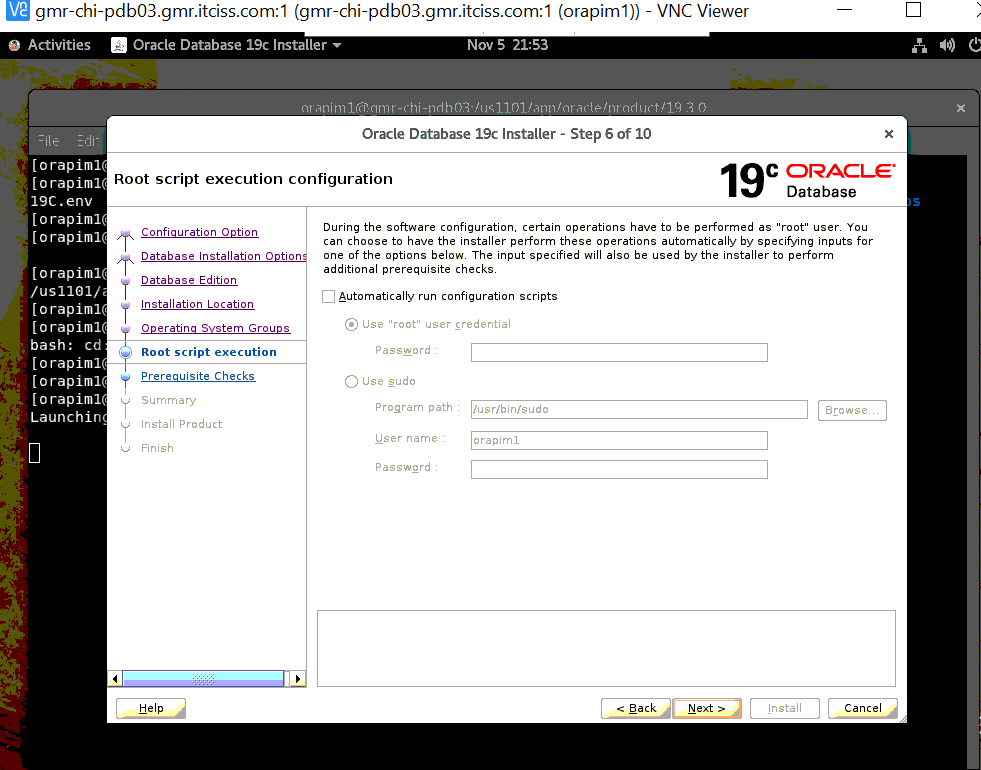 VE gmr-chi-pdb03.gmr.itciss.com:1 (gmr-chi-pdb03.gmr.itciss.com:1 (orapim1)) - VNC Viewer
Activities Oracle Database 19c Installer Nov 5 21:53
orapim1@gmr-chi-pdb03:/us1101/app/oracle/product/19.3.0
File Edit
Oracle Database 19c Installer - Step 6 of 10
[orapim1@
[orapim1@
19C.env
[orapim1@
[orapim1@
[orapim1@
/us1101/a
[orapim1@
[orapim1@
bash: cd:
[orapim1@
[orapim1@
[orapim1@
Launching
Root script execution configuration
19c ORACLE
Database
Configuration Option
Database Installation Options
Database Edition
Installation Location
Operating System Groups
Root script execution
Prerequisite Checks
Summary
Install Product
Finish
During the software configuration, certain operations have to be performed as "root" user. You
can choose to have the installer perform these operations automatically by specifying inputs for
one of the options below. The input specified will also be used by the installer to perform
additional prerequisite checks.
Automatically run configuration scripts
Use "root" user credential
Password :
Use sudo
Program path : /usr/bin/sudo Browse...
User name : orapim1
Password :
Help < Back Next > Install Cancel